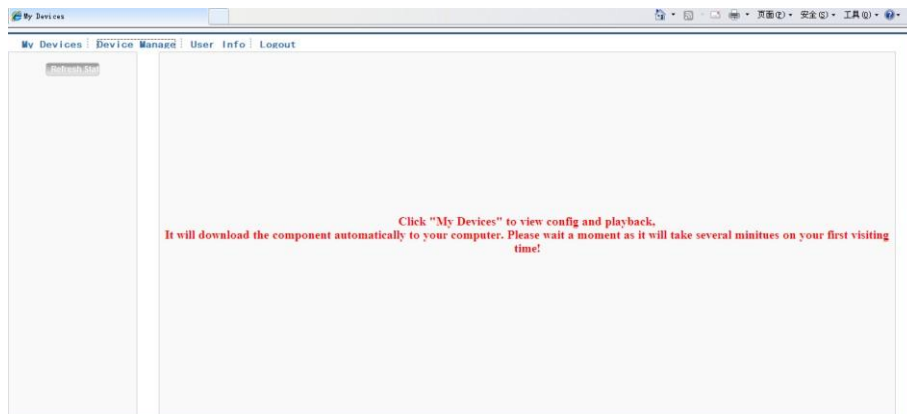 My Devices
页面(P) 安全(S) 工具(O)
My Devices Device Manage User Info Logout
Refresh Stat
Click "My Devices" to view config and playback,
It will download the component automatically to your computer. Please wait a moment as it will take several minitues on your first visiting
time!